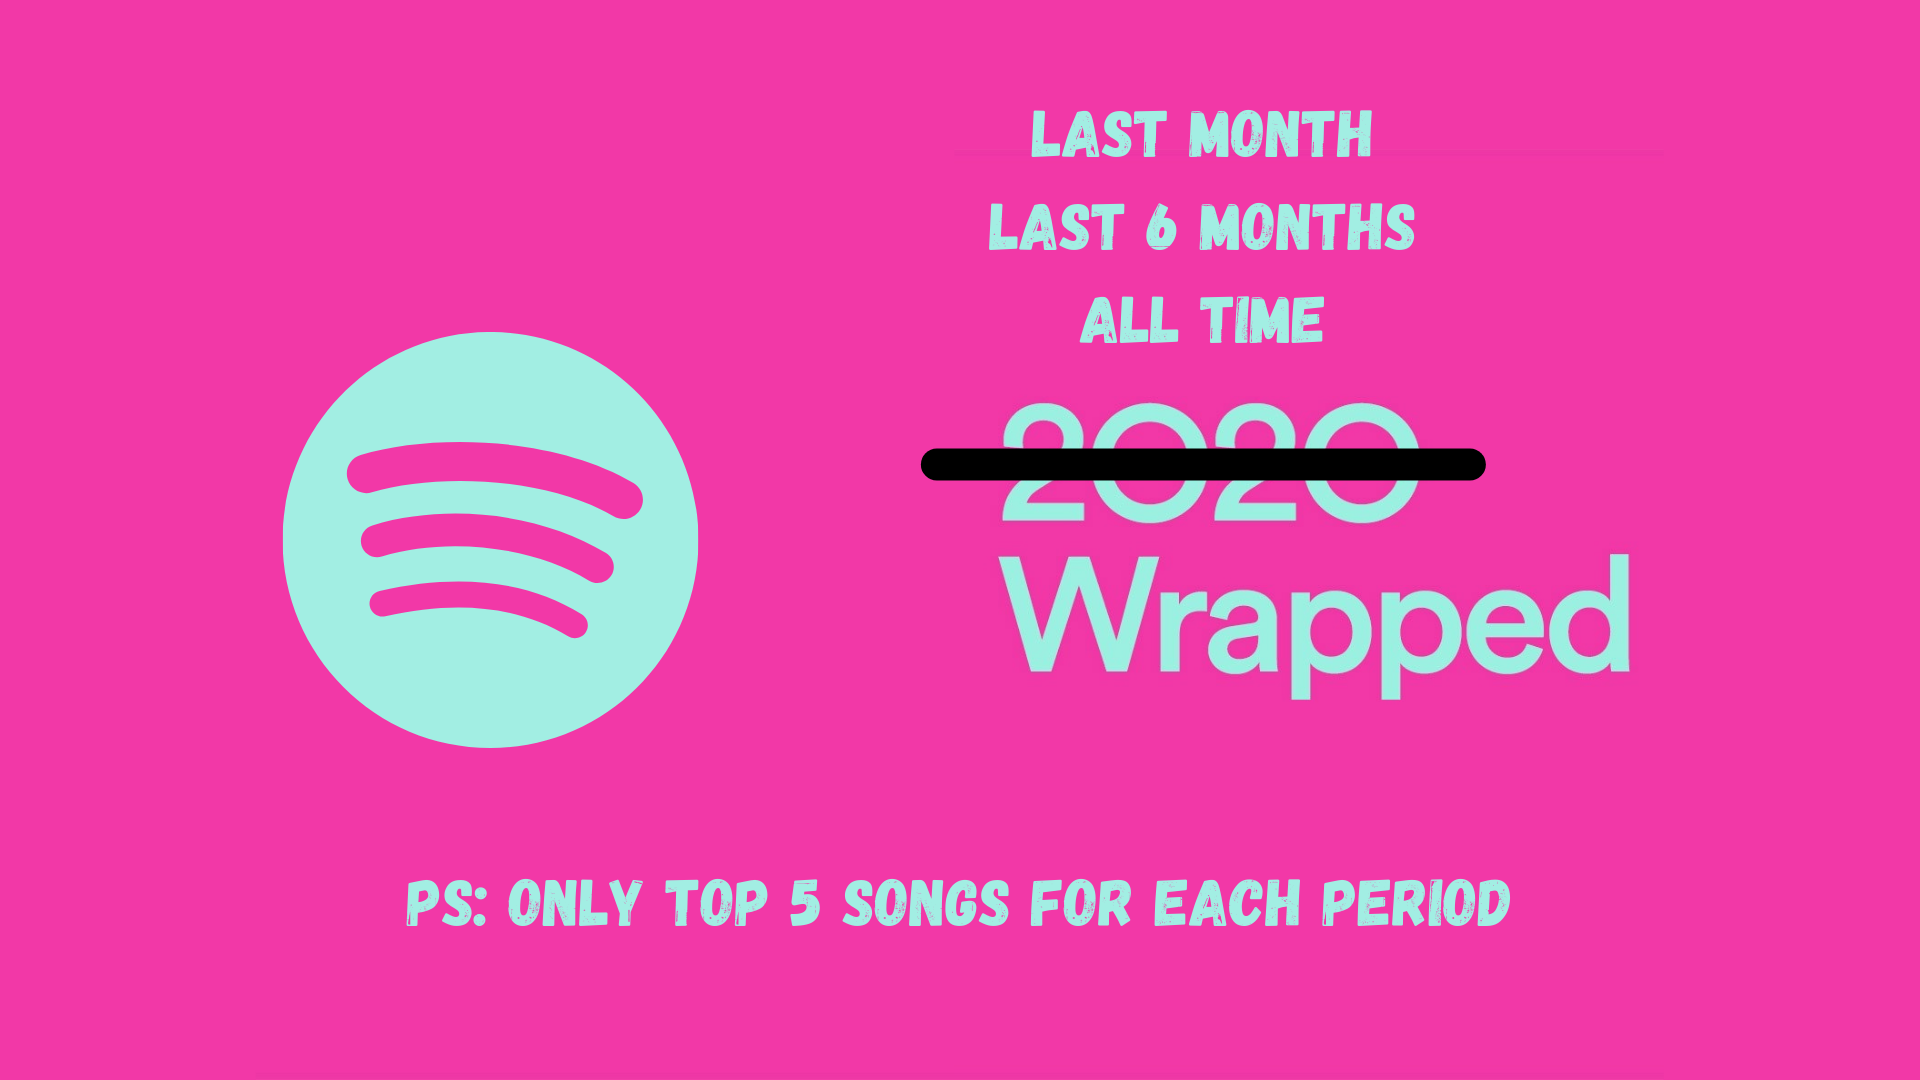 LAST MONTH
LAST 6 MONTHS
ALL TIME
2020
Wrapped
PS: ONLY TOP 5 SONGS FOR EACH PERIOD